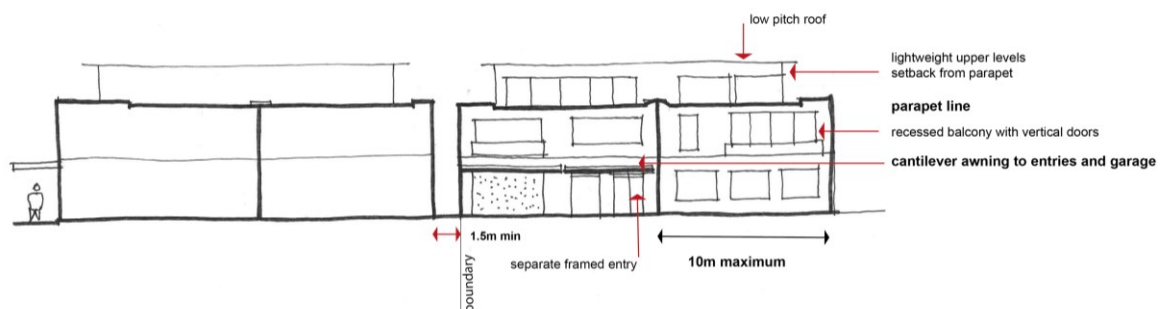 low pitch roof
lightweight upper levels
setback from parapet
parapet line
recessed balcony with vertical doors
cantilever awning to entries and garage
1.5m min
separate framed entry
10m maximum
boundary